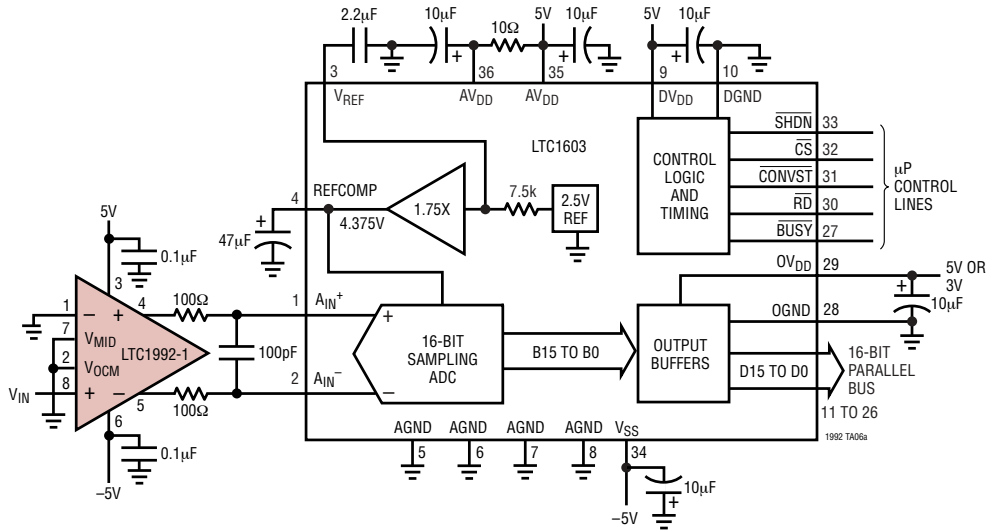 2.2µF
10µF
10Ω
5V
10µF
5V
10µF
3
36
35
9
10
VREF
AVDD
AVDD
DVDD
DGND
LTC1603
CONTROL
LOGIC
AND
TIMING
SHDN 33
CS 32
CONVST 31
RD 30
BUSY 27
µP
CONTROL
LINES
4
REFCOMP
4.375V
1.75X
7.5k
2.5V
REF
47µF
5V
0.1µF
3
1
–
+
4
100Ω
7
VMID
2
VOCM
LTC1992-1
8
VIN
+
–
5
100Ω
100pF
6
0.1µF
–5V
1
AIN+
2
AIN–
+
–
16-BIT
SAMPLING
ADC
B15 TO B0
OUTPUT
BUFFERS
OVDD 29
5V OR
3V
+
10µF
OGND 28
D15 TO D0
16-BIT
PARALLEL
BUS
11 TO 26
1992 TA06a
AGND
AGND
AGND
AGND
VSS
5
6
7
8
34
10µF
+
–5V